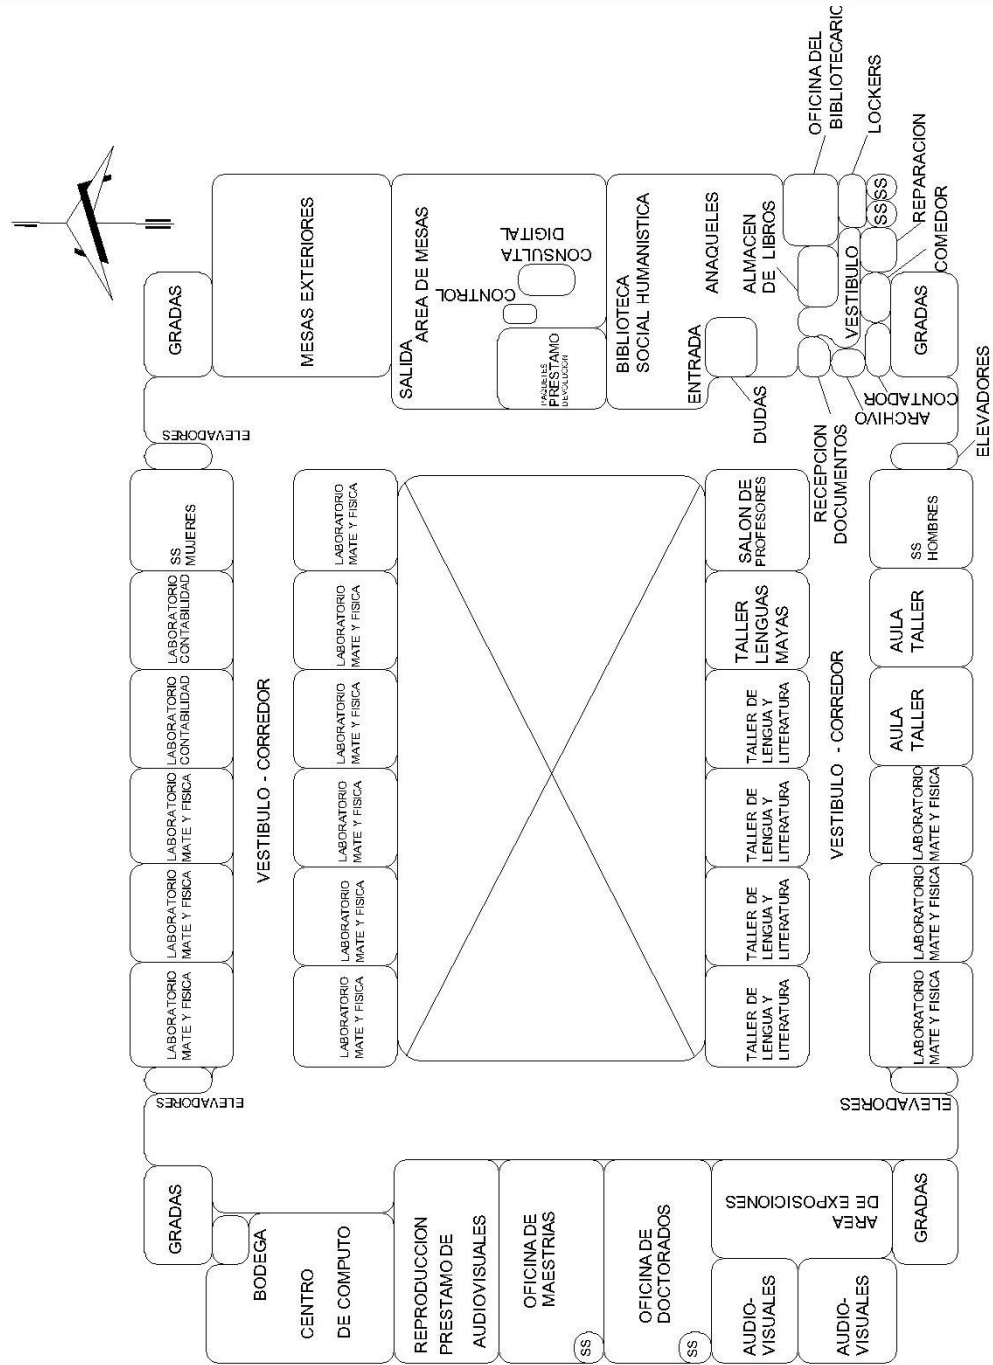 OFICINA DEL
BIBLIOTECARIO
LOCKERS
SS
SS
REPARACION
COMEDOR
VESTIBULO
GRADAS
MESAS EXTERIORES
SALIDA
AREA DE MESAS
CONSULTA
DIGITAL
CONTROL
PAQUETES
PRESTAMO
DEVOLUCION
BIBLIOTECA
SOCIAL HUMANISTICA
ANAQUELES
ALMACEN
DE LIBROS
ENTRADA
DUDAS
RECEPCION
DOCUMENTOS
ARCHIVO
CONTADOR
GRADAS
ELEVADORES
ELEVADORES
SS
MUJERES
LABORATORIO
CONTABILIDAD
LABORATORIO
CONTABILIDAD
LABORATORIO
MATE Y FISICA
LABORATORIO
MATE Y FISICA
LABORATORIO
MATE Y FISICA
VESTIBULO - CORREDOR
LABORATORIO
MATE Y FISICA
LABORATORIO
MATE Y FISICA
LABORATORIO
MATE Y FISICA
LABORATORIO
MATE Y FISICA
LABORATORIO
MATE Y FISICA
LABORATORIO
MATE Y FISICA
SALON DE
PROFESORES
TALLER
LENGUAS
MAYAS
TALLER DE
LENGUA Y
LITERATURA
TALLER DE
LENGUA Y
LITERATURA
TALLER DE
LENGUA Y
LITERATURA
TALLER DE
LENGUA Y
LITERATURA
VESTIBULO - CORREDOR
SS
HOMBRES
AULA
TALLER
AULA
TALLER
LABORATORIO
MATE Y FISICA
LABORATORIO
MATE Y FISICA
LABORATORIO
MATE Y FISICA
ELEVADORES
ELEVADORES
GRADAS
BODEGA
CENTRO
DE COMPUTO
REPRODUCCION
PRESTAMO DE
AUDIOVISUALES
OFICINA DE
MAESTRIAS
SS
OFICINA DE
DOCTORADOS
SS
AREA
DE EXPOSICIONES
AUDIO-
VISUALES
AUDIO-
VISUALES
GRADAS